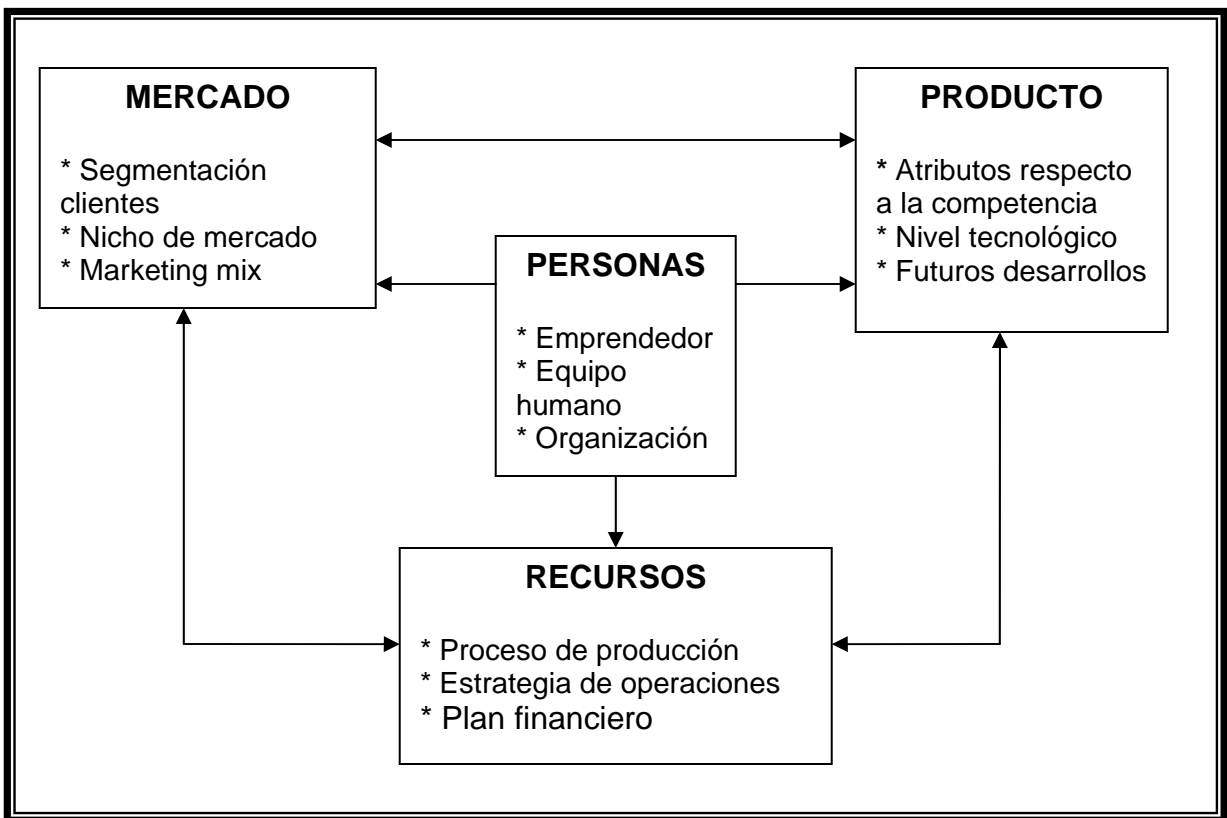 MERCADO
* Segmentación
clientes
* Nicho de mercado
* Marketing mix
PRODUCTO
* Atributos respecto
a la competencia
* Nivel tecnológico
* Futuros desarrollos
PERSONAS
* Emprendedor
* Equipo
humano
* Organización
RECURSOS
* Proceso de producción
* Estrategia de operaciones
* Plan financiero